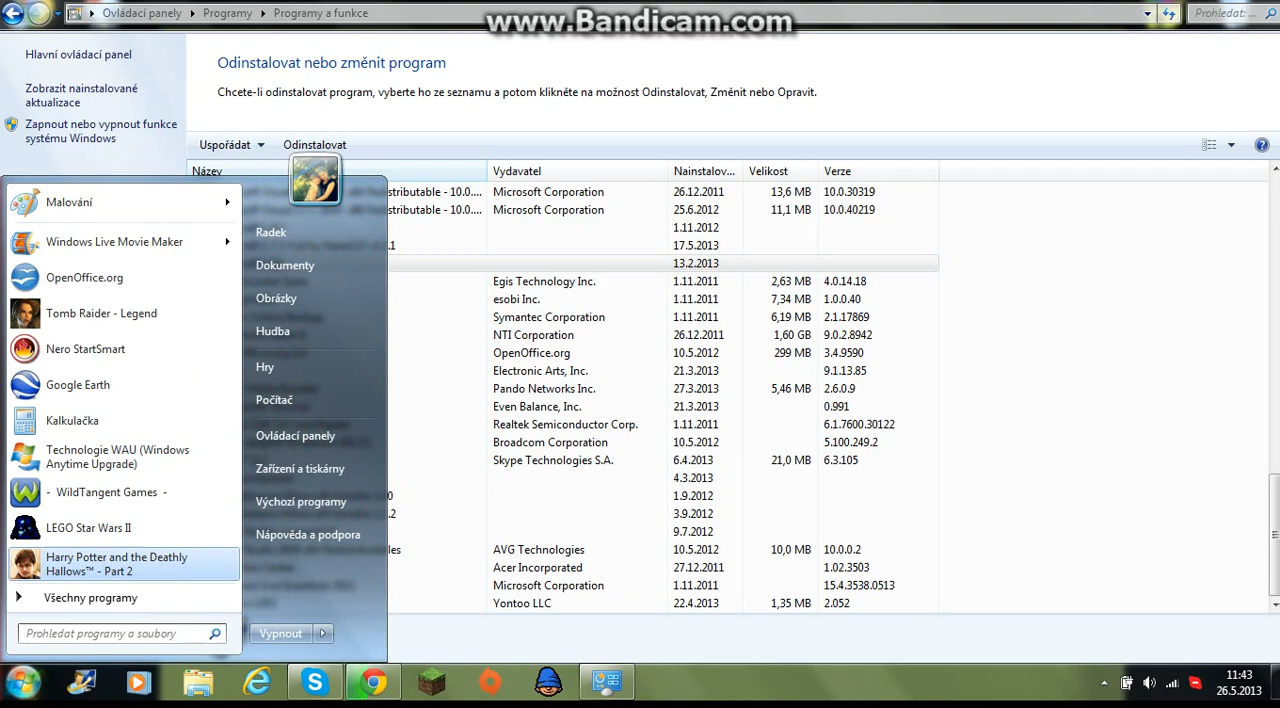 www.Bandicam.com
Ovládací panely
Programy
Programy a funkce
Prohledat: ...
Hlavní ovládací panel
Zobrazit nainstalované
aktualizace
Zapnout nebo vypnout funkce
systému Windows
Odinstalovat nebo změnit program
Chcete-li odinstalovat program, vyberte ho ze seznamu a potom klikněte na možnost Odinstalovat, Změnit nebo Opravit.
Uspořádat
Odinstalovat
Název
Vydavatel
Nainstalov...
Velikost
Verze
distributable - 10.0....
Microsoft Corporation
26.12.2011
13,6 MB
10.0.30319
distributable - 10.0....
Microsoft Corporation
25.6.2012
11,1 MB
10.0.40219
1.11.2012
17.5.2013
13.2.2013
Egis Technology Inc.
1.11.2011
2,63 MB
4.0.14.18
esobi Inc.
1.11.2011
7,34 MB
1.0.0.40
Symantec Corporation
1.11.2011
6,19 MB
2.1.17869
NTI Corporation
26.12.2011
1,60 GB
9.0.2.8942
OpenOffice.org
10.5.2012
299 MB
3.4.9590
Electronic Arts, Inc.
21.3.2013
9.1.13.85
Pando Networks Inc.
27.3.2013
5,46 MB
2.6.0.9
Even Balance, Inc.
21.3.2013
0.991
Realtek Semiconductor Corp.
1.11.2011
6.1.7600.30122
Broadcom Corporation
10.5.2012
5.100.249.2
Skype Technologies S.A.
6.4.2013
21,0 MB
6.3.105
4.3.2013
1.9.2012
3.9.2012
9.7.2012
AVG Technologies
10.5.2012
10,0 MB
10.0.0.2
Acer Incorporated
27.12.2011
1.02.3503
Microsoft Corporation
1.11.2011
15.4.3538.0513
Yontoo LLC
22.4.2013
1,35 MB
2.052
Malování
Windows Live Movie Maker
OpenOffice.org
Tomb Raider - Legend
Nero StartSmart
Google Earth
Kalkulačka
Technologie WAU (Windows
Anytime Upgrade)
- WildTangent Games -
LEGO Star Wars II
Harry Potter and the Deathly
Hallows™ - Part 2
Všechny programy
Prohledat programy a soubory
Radek
Dokumenty
Obrázky
Hudba
Hry
Počítač
Ovládací panely
Zařízení a tiskárny
Výchozí programy
Nápověda a podpora
Vypnout
11:43
26.5.2013